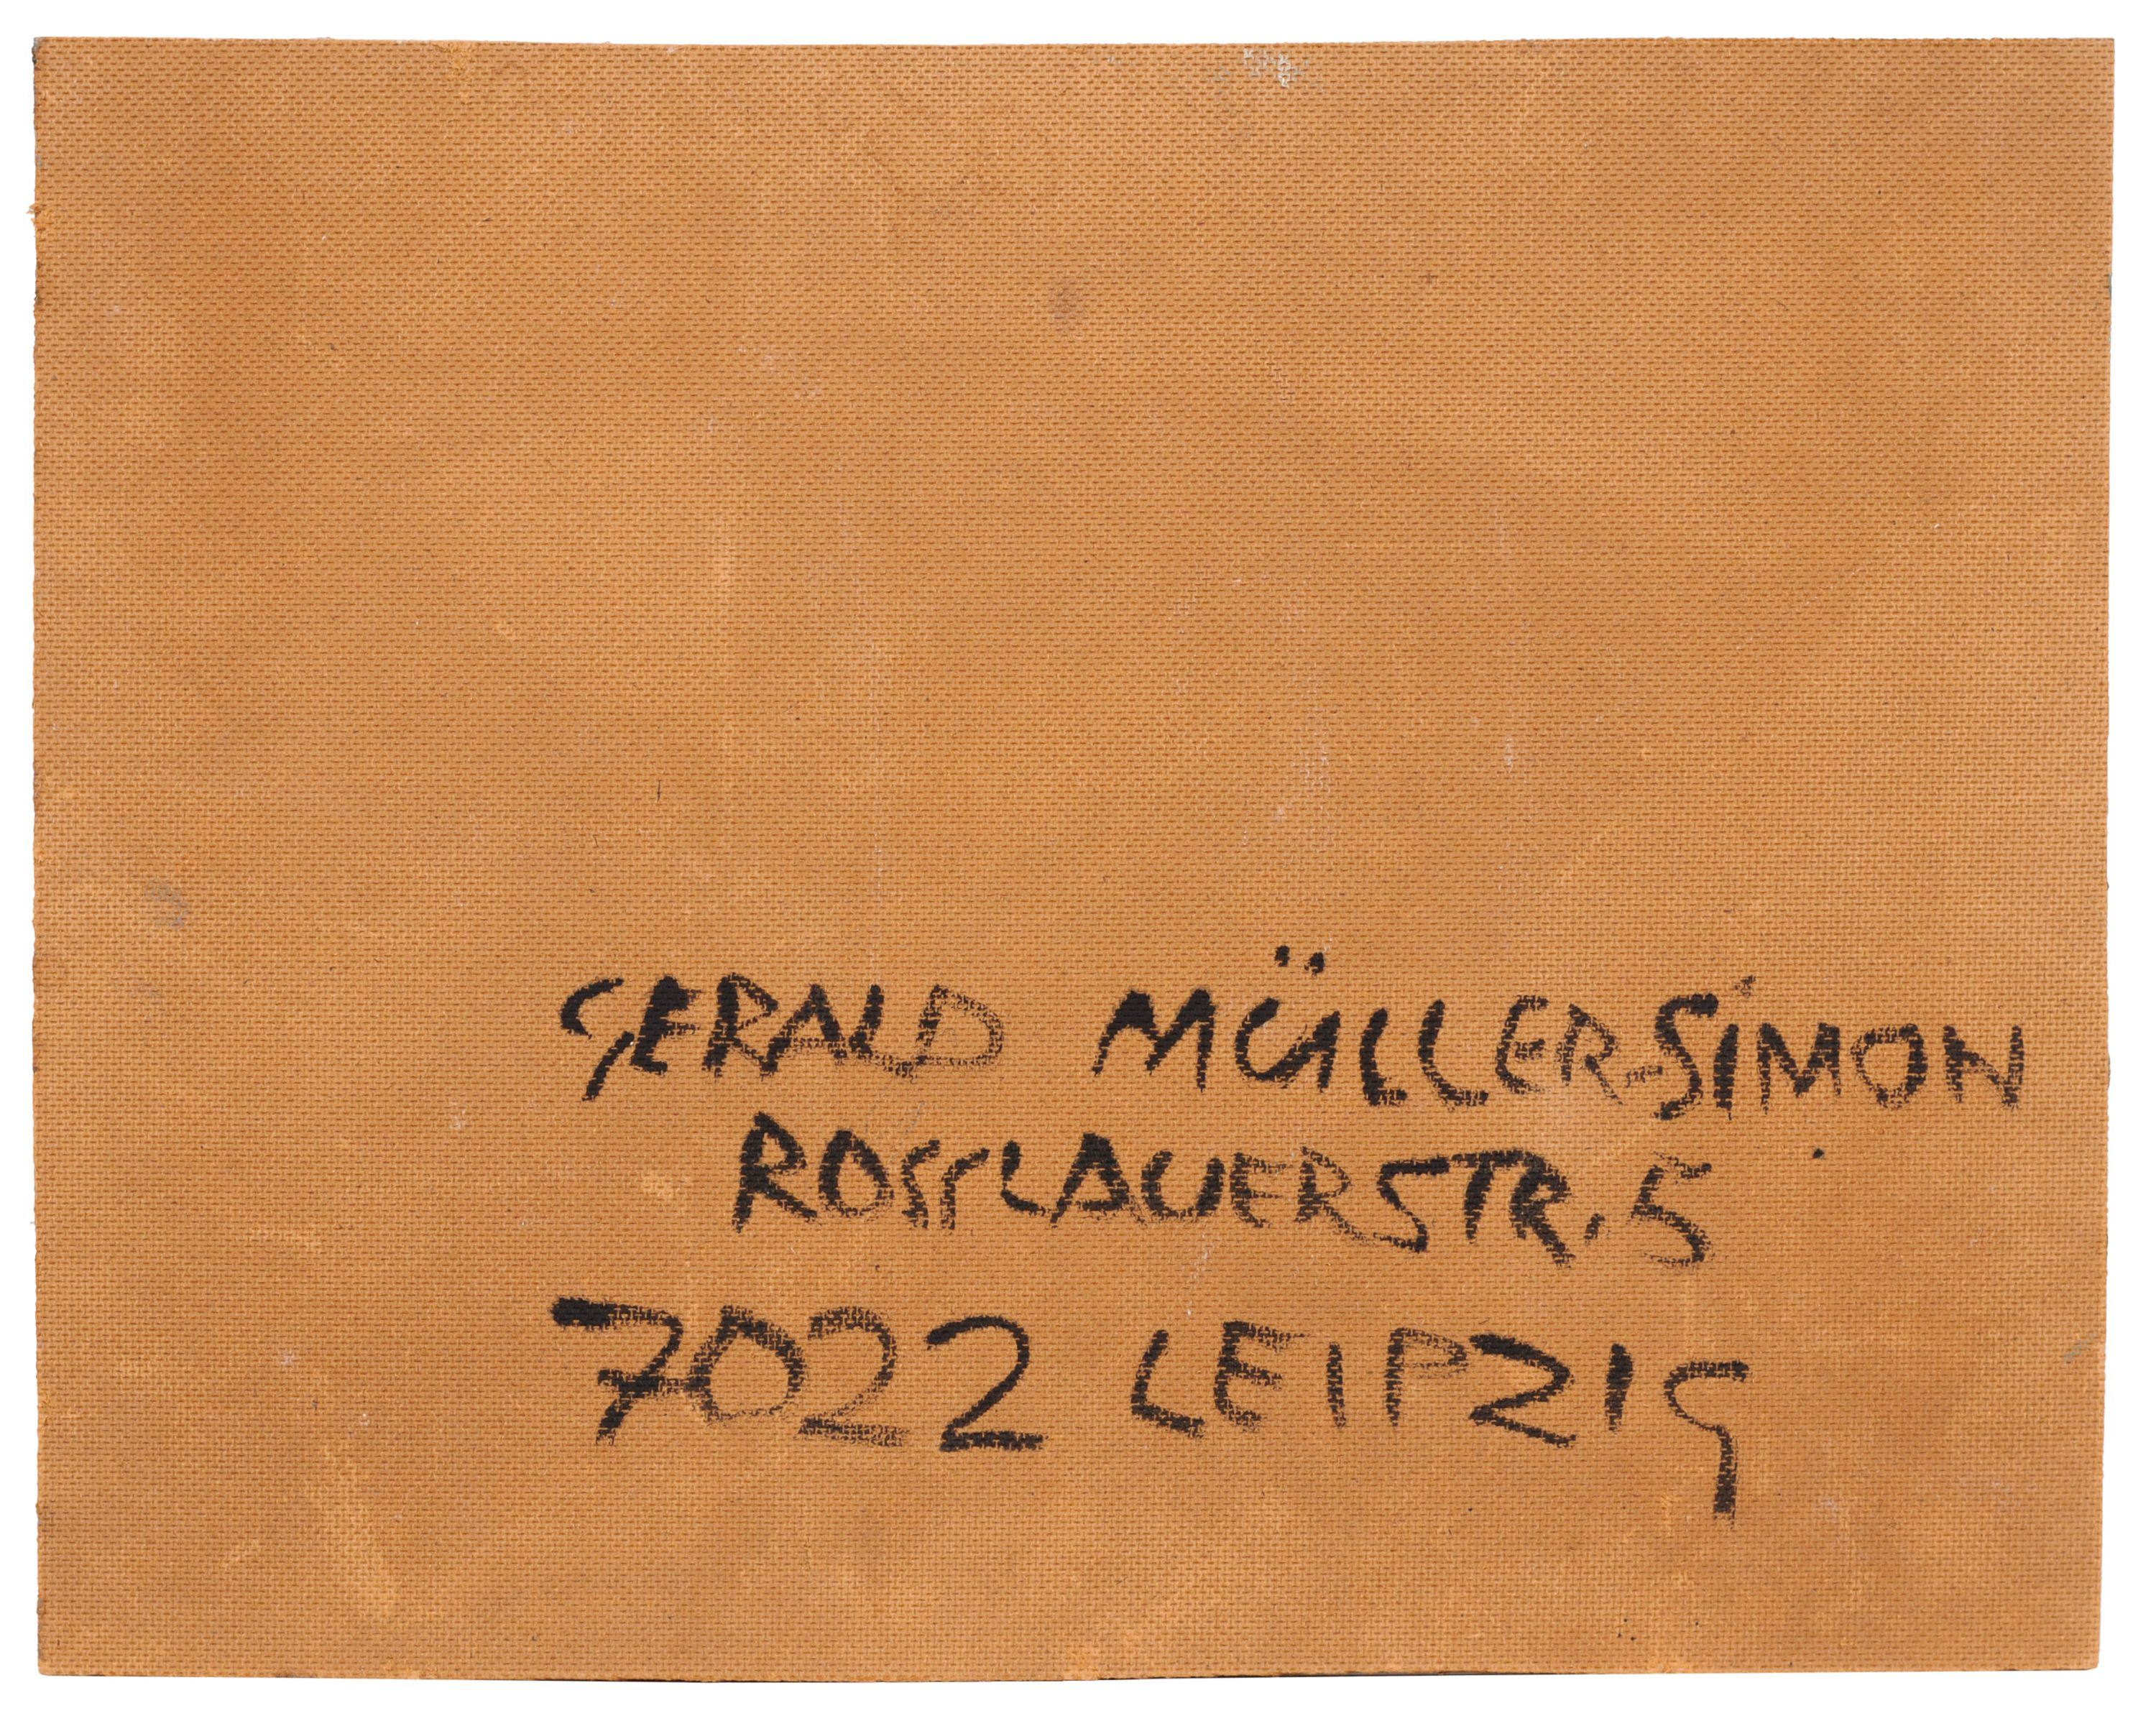 GERALD MÜLLER-SIMON
ROSSLAUERSTR. 5
7022 LEIPZIG